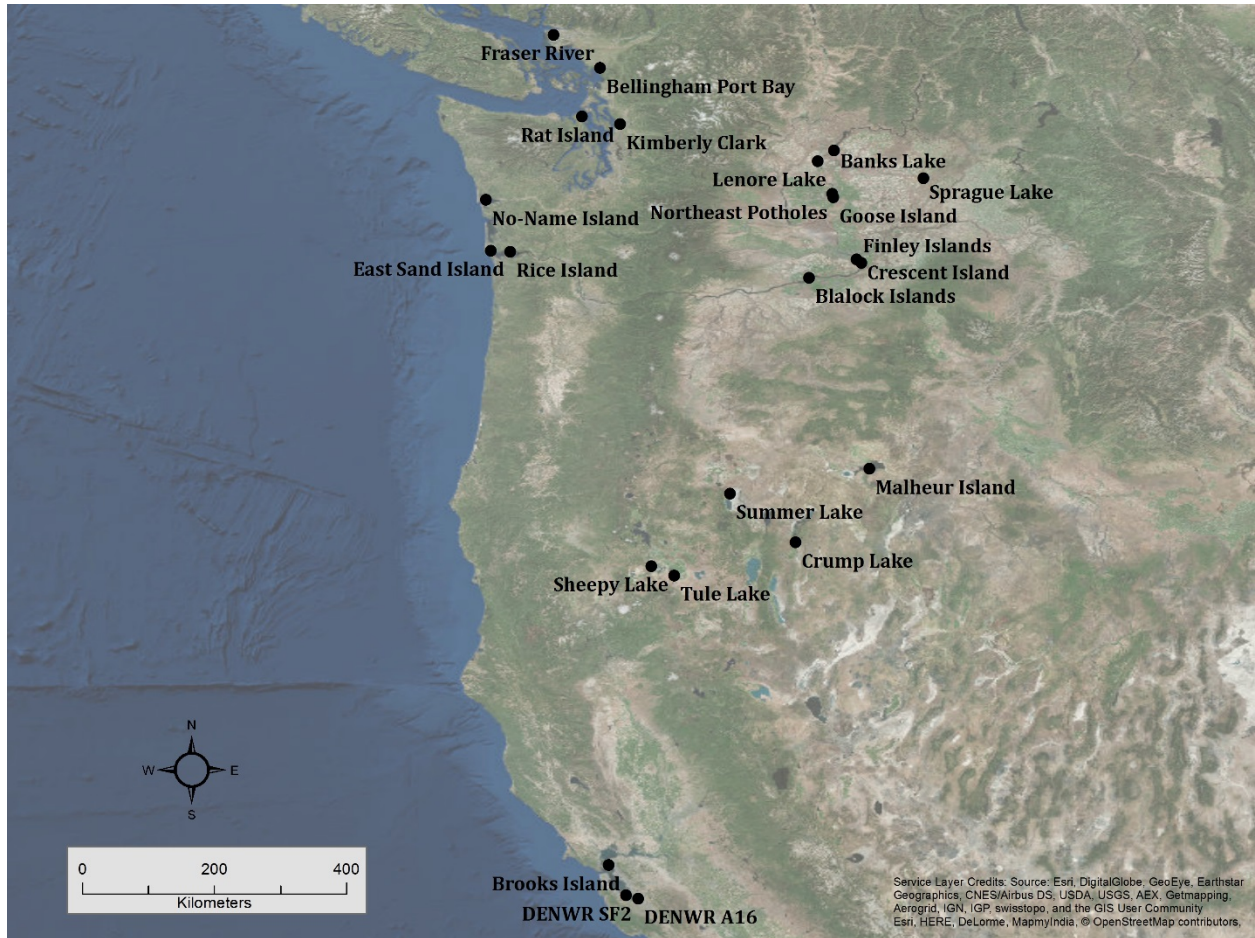 Fraser River
Bellingham Port Bay
Rat Island
Kimberly Clark
Banks Lake
Lenore Lake
Sprague Lake
Northeast Potholes
Goose Island
No-Name Island
Finley Islands
East Sand Island
Rice Island
Crescent Island
Blalock Islands
Malheur Island
Summer Lake
Crump Lake
Sheepy Lake
Tule Lake
N
W
E
S
0
200
400
Kilometers
Brooks Island
DENWR SF2
DENWR A16
Service Layer Credits: Source: Esri, DigitalGlobe, GeoEye, Earthstar
Geographics, CNES/Airbus DS, USDA, USGS, AEX, Getmapping,
Aerogrid, IGN, IGP, swisstopo, and the GIS User Community
Esri, HERE, DeLorme, MapmyIndia, © OpenStreetMap contributors,